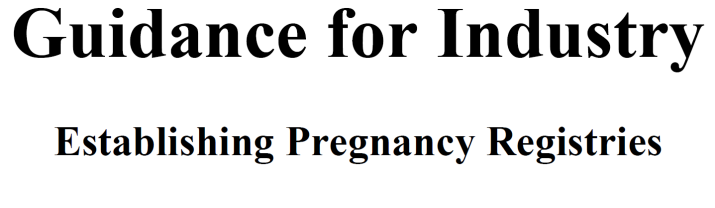 Guidance for Industry
Establishing Pregnancy Registries